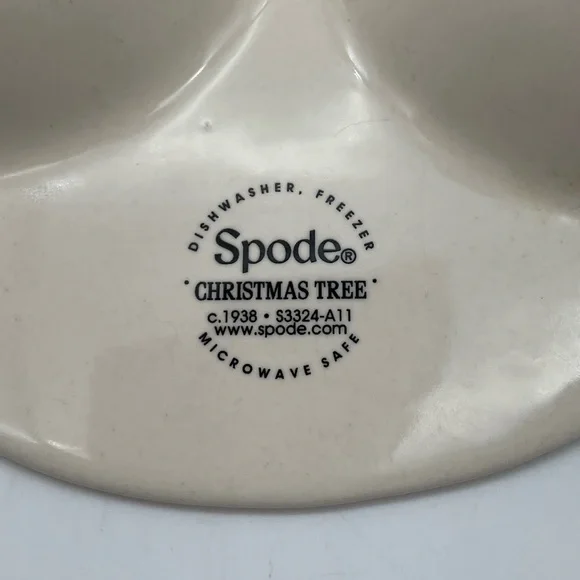 DISHWASHER, FREEZER
Spode®
· CHRISTMAS TREE ·
c.1938 • S3324-A11
www.spode.com
MICROWAVE SAFE